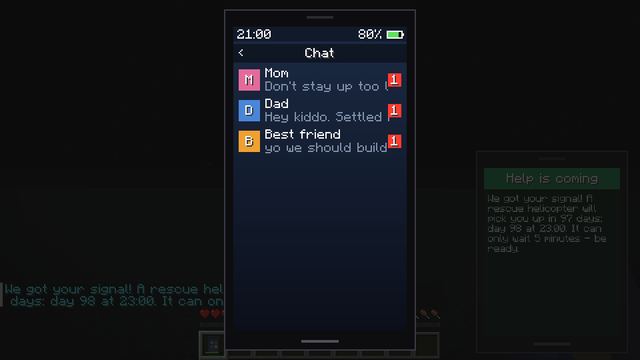 21:00 80%
< Chat
M Mom 1
Don't stay up too
D Dad 1
Hey kiddo. Settled
B Best friend 1
yo we should build
Help is coming
We got your signal! A
rescue helicopter will
pick you up in 97 days:
day 98 at 23:00. It can
only wait 5 minutes - be
ready.
We got your signal! A rescue hel
days: day 98 at 23:00. It can on